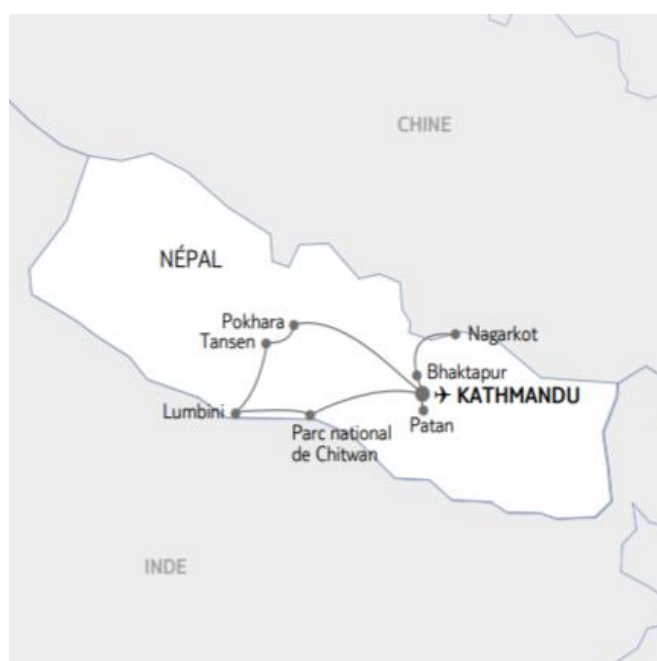 CHINE
NÉPAL
Pokhara
Tansen
Nagarkot
Bhaktapur
KATHMANDU
Lumbini
Patan
Parc national
de Chitwan
INDE